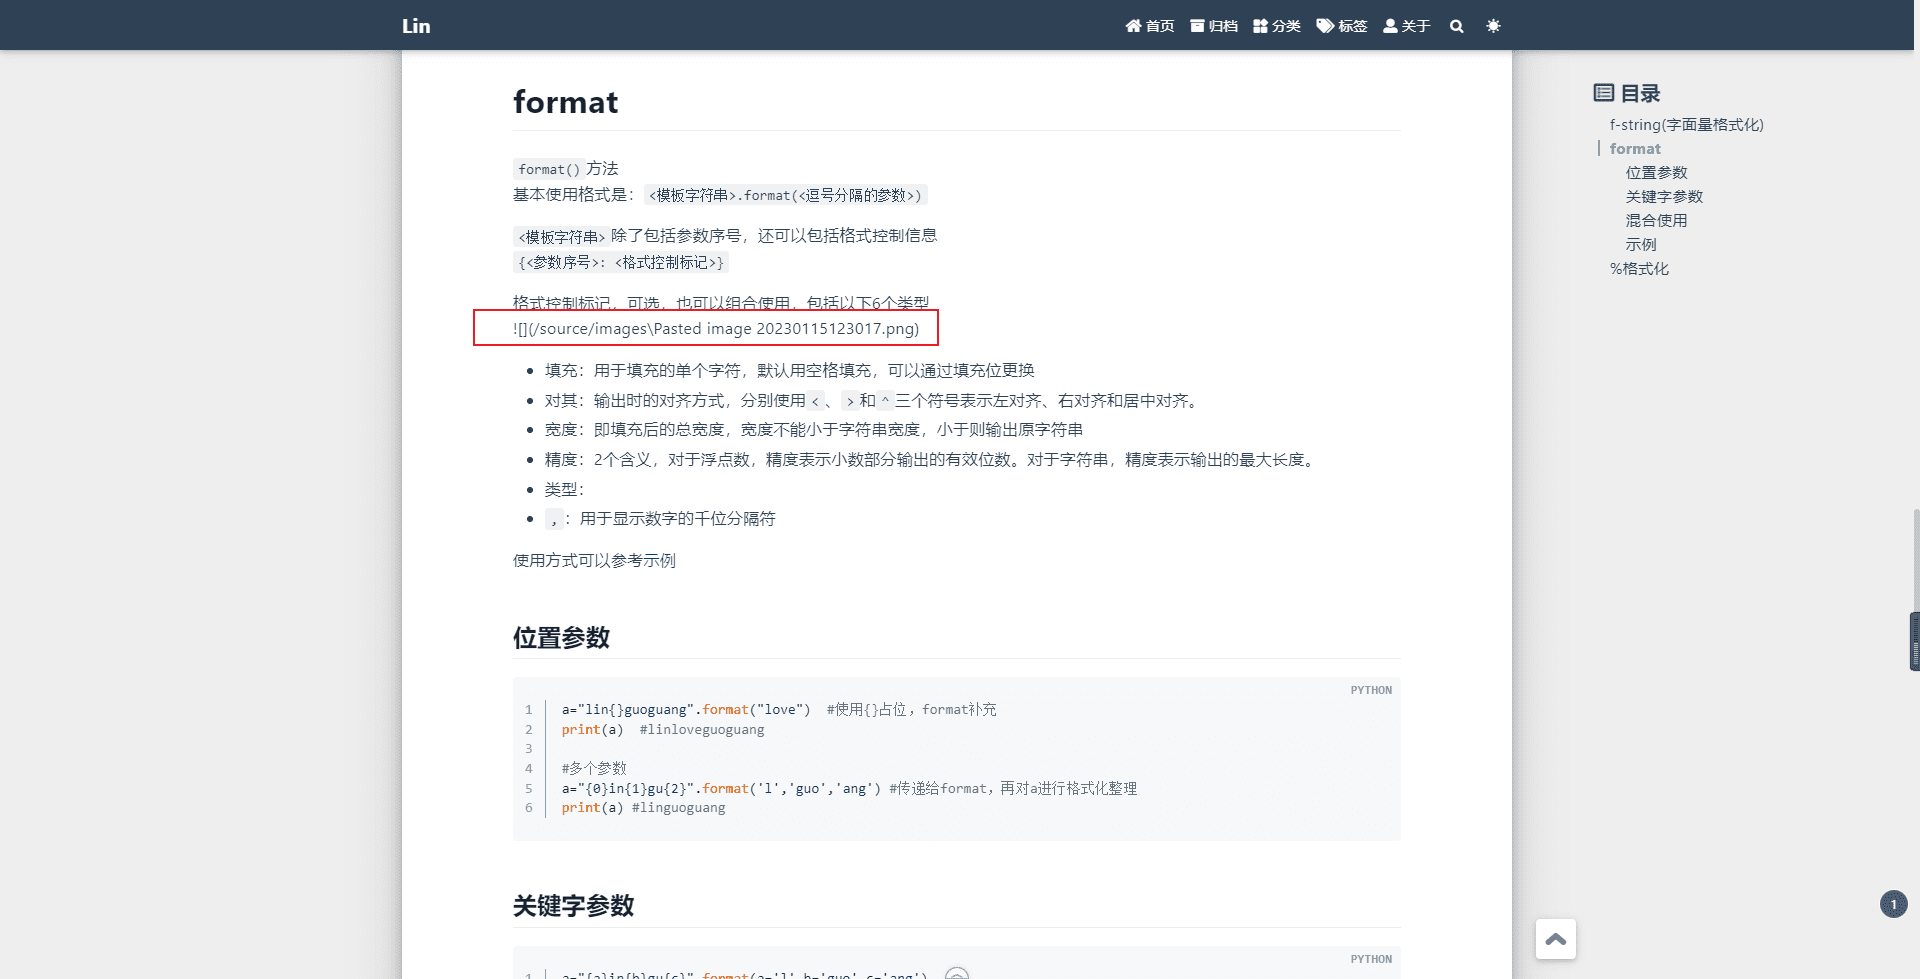 Lin
首页 归档 分类 标签 关于
format
format()方法
基本使用格式是：<模板字符串>.format(<逗号分隔的参数>)
<模板字符串>除了包括参数序号，还可以包括格式控制信息
{<参数序号>: <格式控制标记>}
格式控制标记，可选，也可以组合使用，包括以下6个类型
![](/source/images\Pasted image 20230115123017.png)
填充：用于填充的单个字符，默认用空格填充，可以通过填充位更换
对其：输出时的对齐方式，分别使用<、>和^三个符号表示左对齐、右对齐和居中对齐。
宽度：即填充后的总宽度，宽度不能小于字符串宽度，小于则输出原字符串
精度：2个含义，对于浮点数，精度表示小数部分输出的有效位数。对于字符串，精度表示输出的最大长度。
类型：
,：用于显示数字的千位分隔符
使用方式可以参考示例
位置参数
PYTHON
1 a="lin{}guoguang".format("love")  #使用{}占位，format补充
2 print(a)  #linloveguoguang
3
4 #多个参数
5 a="{0}in{1}gu{2}".format('l','guo','ang') #传递给format，再对a进行格式化整理
6 print(a) #linguoguang
关键字参数
PYTHON
1 a="{a}in{b}gu{c}".format(a='l',b='guo',c='ang')
目录
f-string(字面量格式化)
format
位置参数
关键字参数
混合使用
示例
%格式化
1